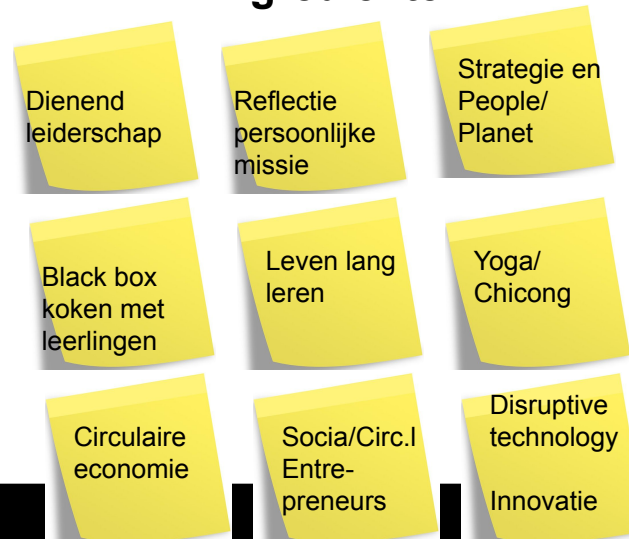 Dienend
leiderschap
Reflectie
persoonlijke
missie
Strategie en
People/
Planet
Black box
koken met
leerlingen
Leven lang
leren
Yoga/
Chicong
Circulaire
economie
Socia/Circ.l
Entre-
preneurs
Disruptive
technology
Innovatie